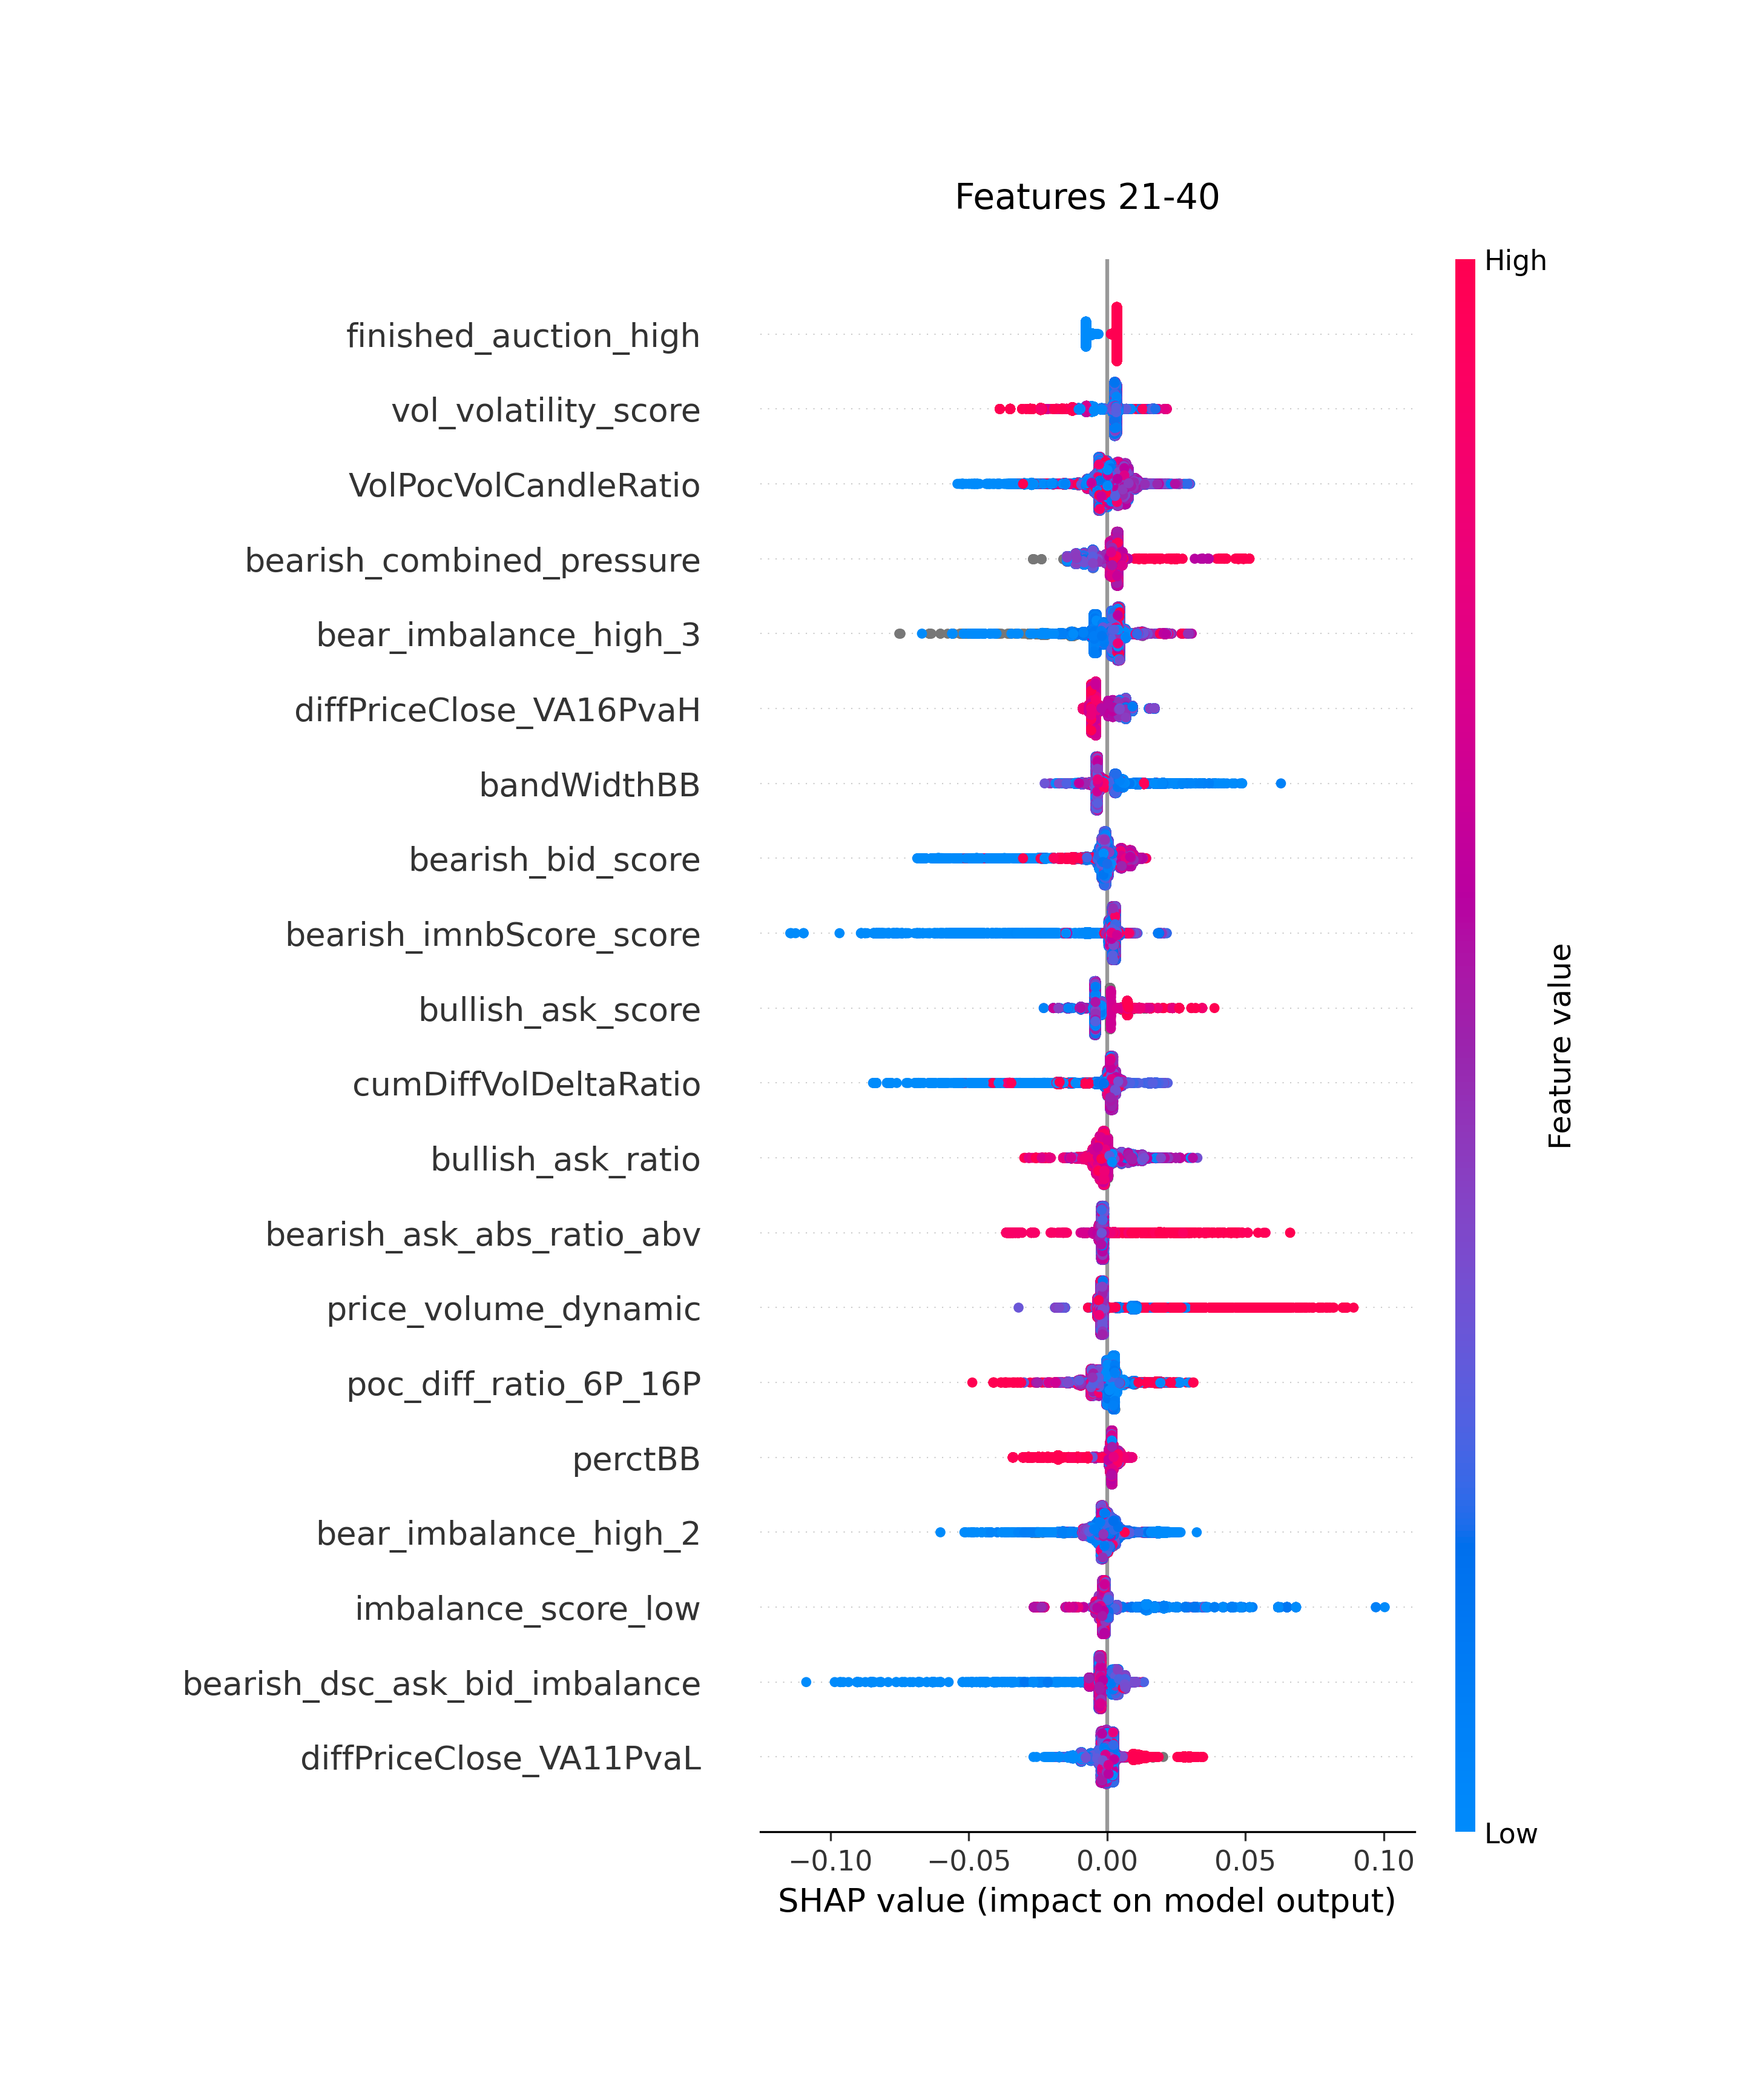 Features 21-40
High
finished_auction_high
vol_volatility_score
VolPocVolCandleRatio
bearish_combined_pressure
bear_imbalance_high_3
diffPriceClose_VA16PvaH
bandWidthBB
bearish_bid_score
bearish_imnbScore_score
bullish_ask_score
cumDiffVolDeltaRatio
bullish_ask_ratio
bearish_ask_abs_ratio_abv
price_volume_dynamic
poc_diff_ratio_6P_16P
perctBB
bear_imbalance_high_2
imbalance_score_low
bearish_dsc_ask_bid_imbalance
diffPriceClose_VA11PvaL
Feature value
Low
−0.10 −0.05 0.00 0.05 0.10
SHAP value (impact on model output)